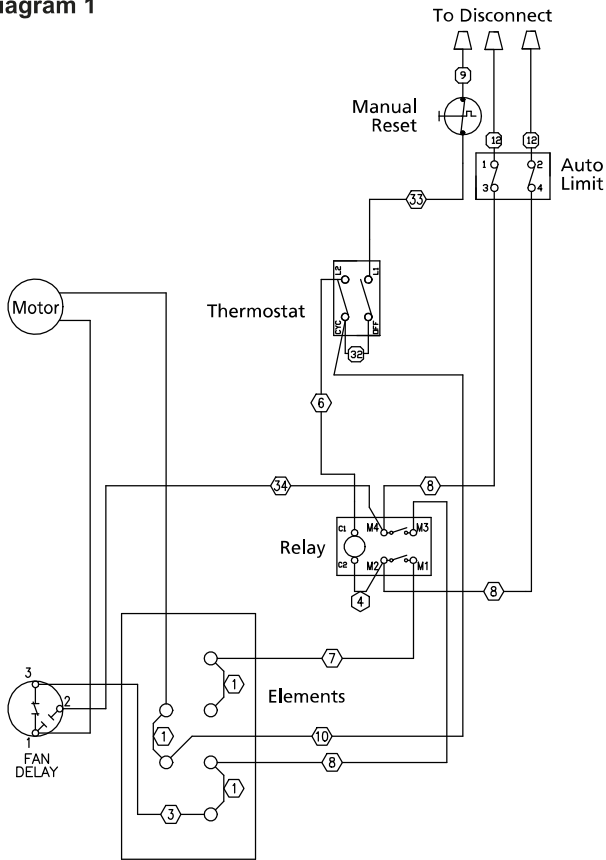 iagram 1
To Disconnect
9
Manual
Reset
12
12
1
2
3
4
Auto
Limit
33
L2
L1
Motor
Thermostat
CYC
OFF
32
6
34
8
C1
M4
M3
Relay
C2
M2
M1
4
8
7
3
1
Elements
2
1
10
1
FAN
DELAY
8
1
3